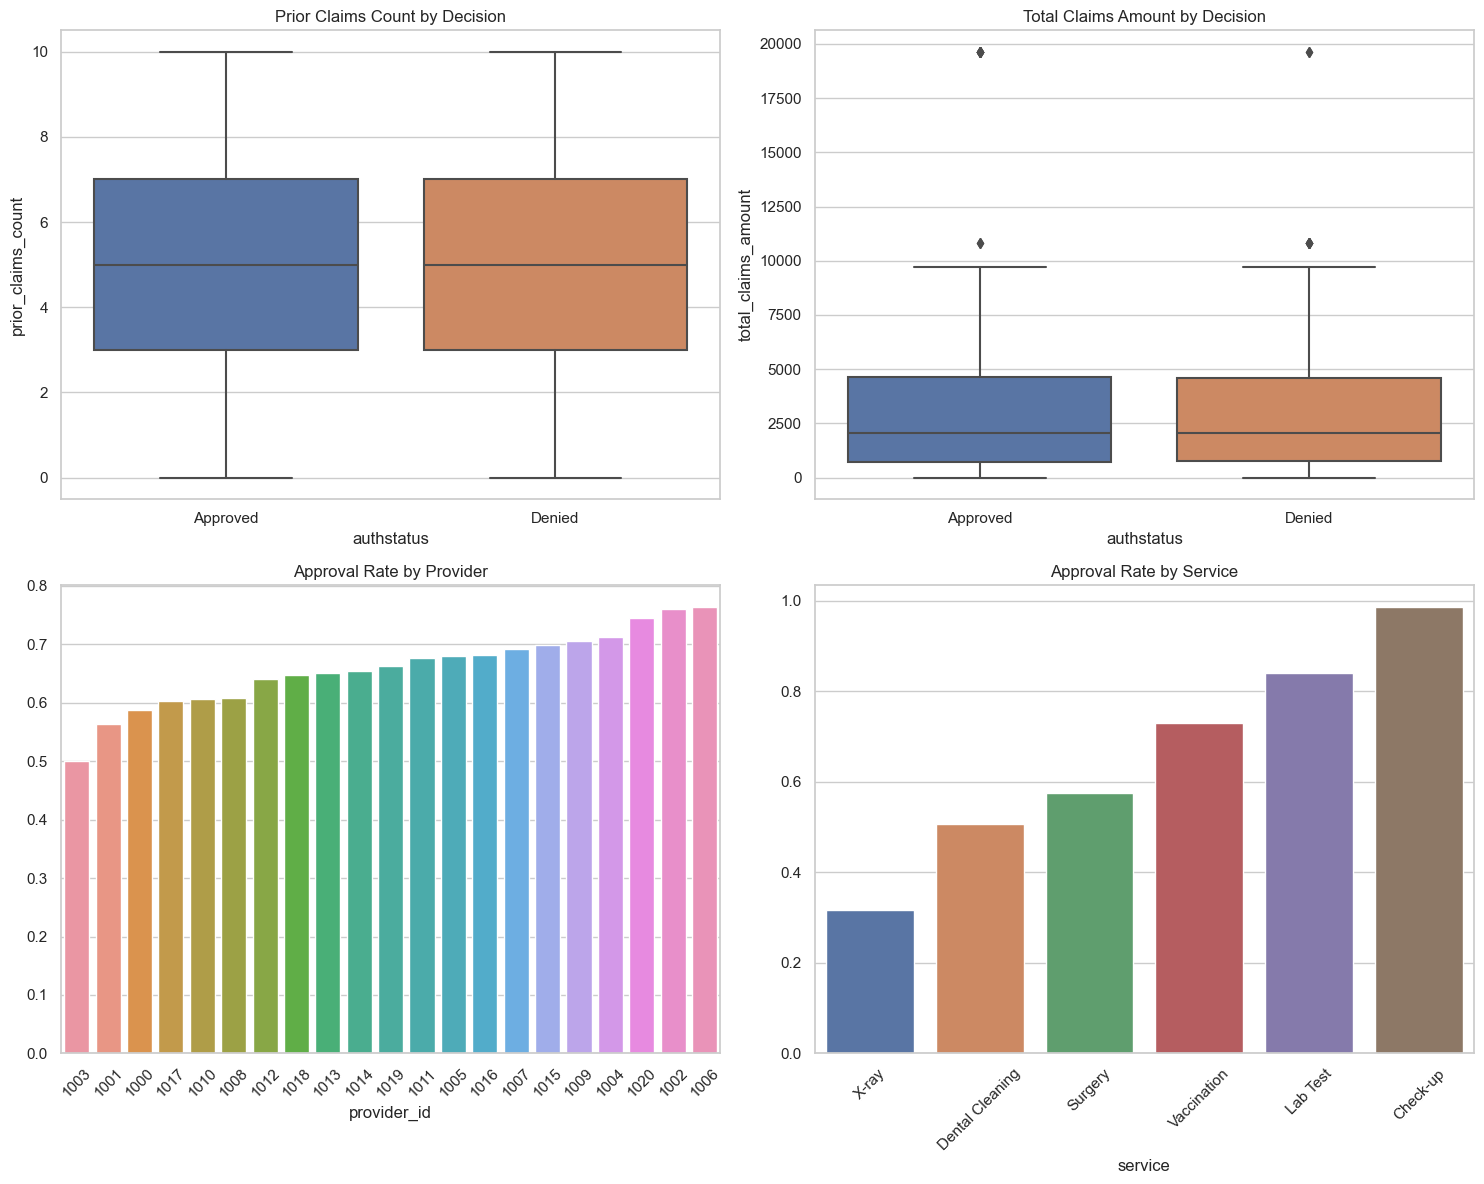 Prior Claims Count by Decision
10
8
6
4
2
0
prior_claims_count
Approved
Denied
authstatus
Total Claims Amount by Decision
20000
17500
15000
12500
10000
7500
5000
2500
0
total_claims_amount
Approved
Denied
authstatus
Approval Rate by Provider
0.8
0.7
0.6
0.5
0.4
0.3
0.2
0.1
0.0
1003
1001
1000
1017
1010
1008
1012
1018
1013
1014
1019
1011
1005
1016
1007
1015
1009
1004
1020
1002
1006
provider_id
Approval Rate by Service
1.0
0.8
0.6
0.4
0.2
0.0
X-ray
Dental Cleaning
Surgery
Vaccination
Lab Test
Check-up
service